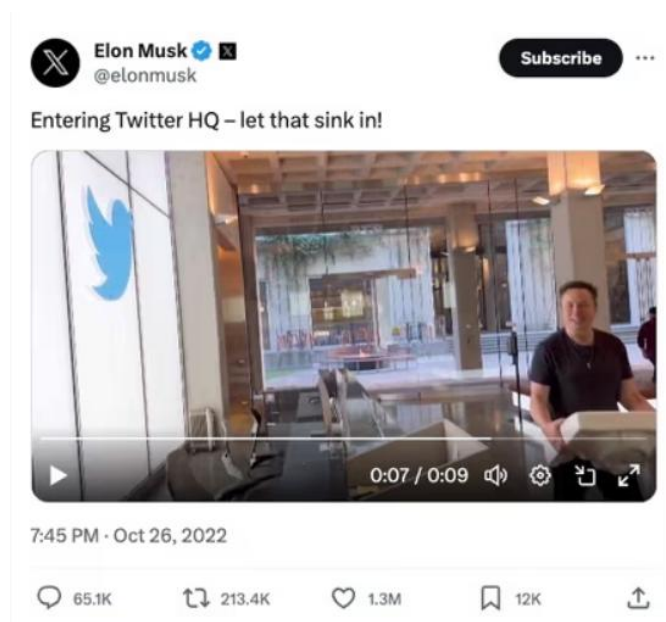 Elon Musk
@elonmusk
Subscribe
Entering Twitter HQ – let that sink in!
0:07 / 0:09
7:45 PM · Oct 26, 2022
65.1K 213.4K 1.3M 12K